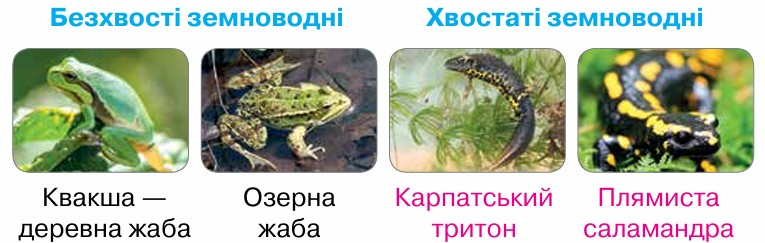 Безхвості земноводні
Хвостаті земноводні
Квакша —
деревна жаба
Озерна
жаба
Карпатський
тритон
Плямиста
саламандра